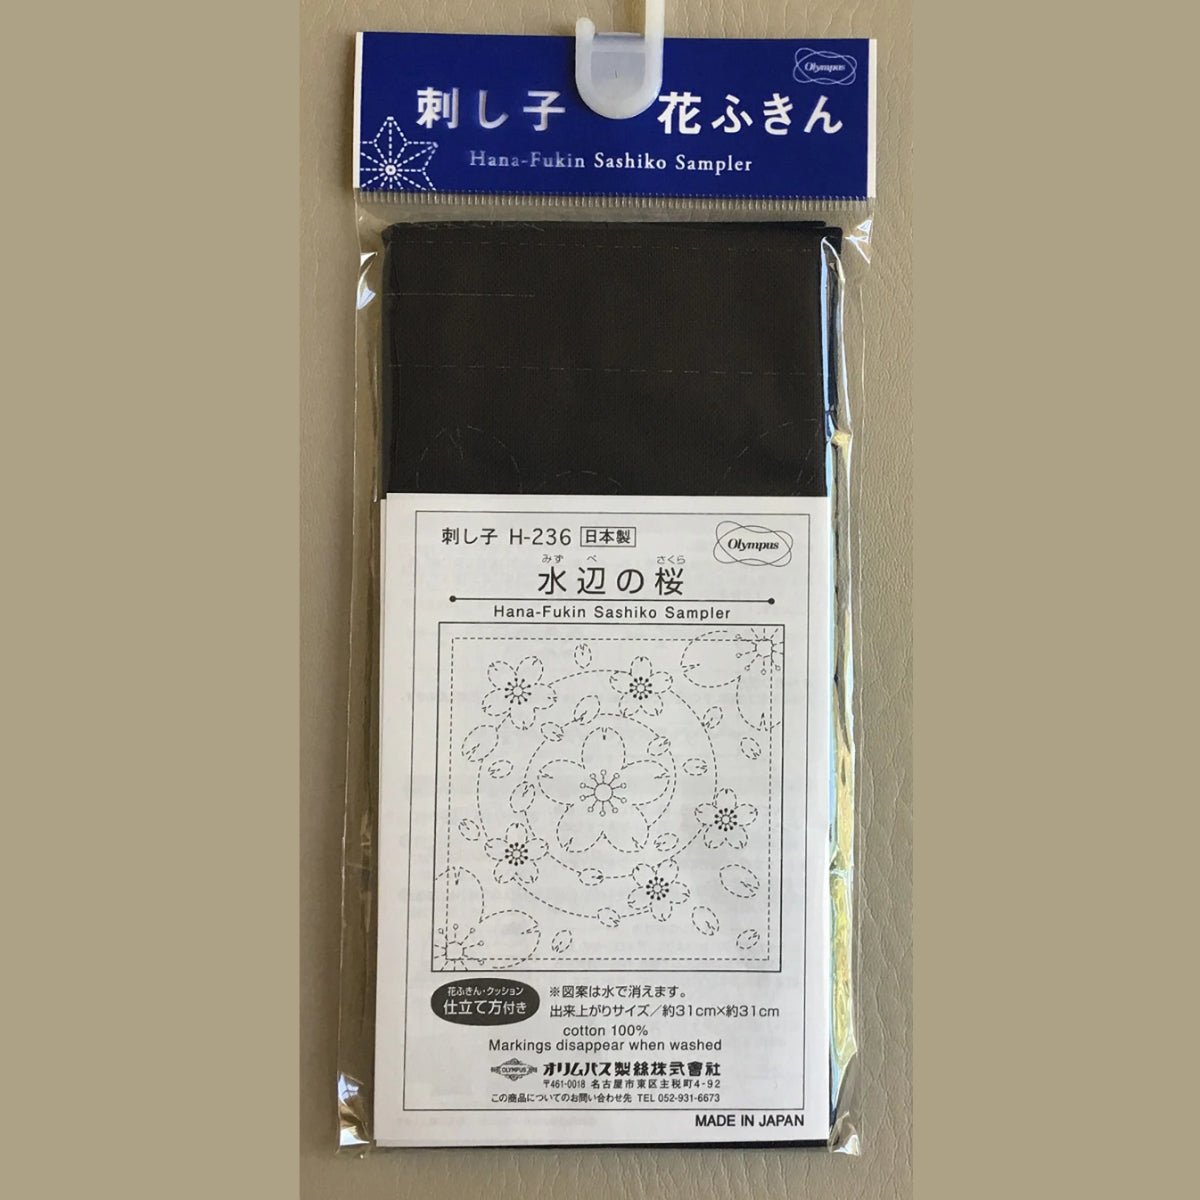 Olympus
刺し子 花ふきん
Hana-Fukin Sashiko Sampler
刺し子 H-236 日本製
Olympus
みずべ さくら
水辺の桜
Hana-Fukin Sashiko Sampler
花ふきん・クッション
仕立て方付き
※図案は水で消えます。
出来上がりサイズ/約31cm×約31cm
cotton 100%
Markings disappear when washed
OLYMPUS オリムパス製絲株式會社
〒461-0018 名古屋市東区主税町4-92
この商品についてのお問い合わせ先 TEL 052-931-6673
MADE IN JAPAN